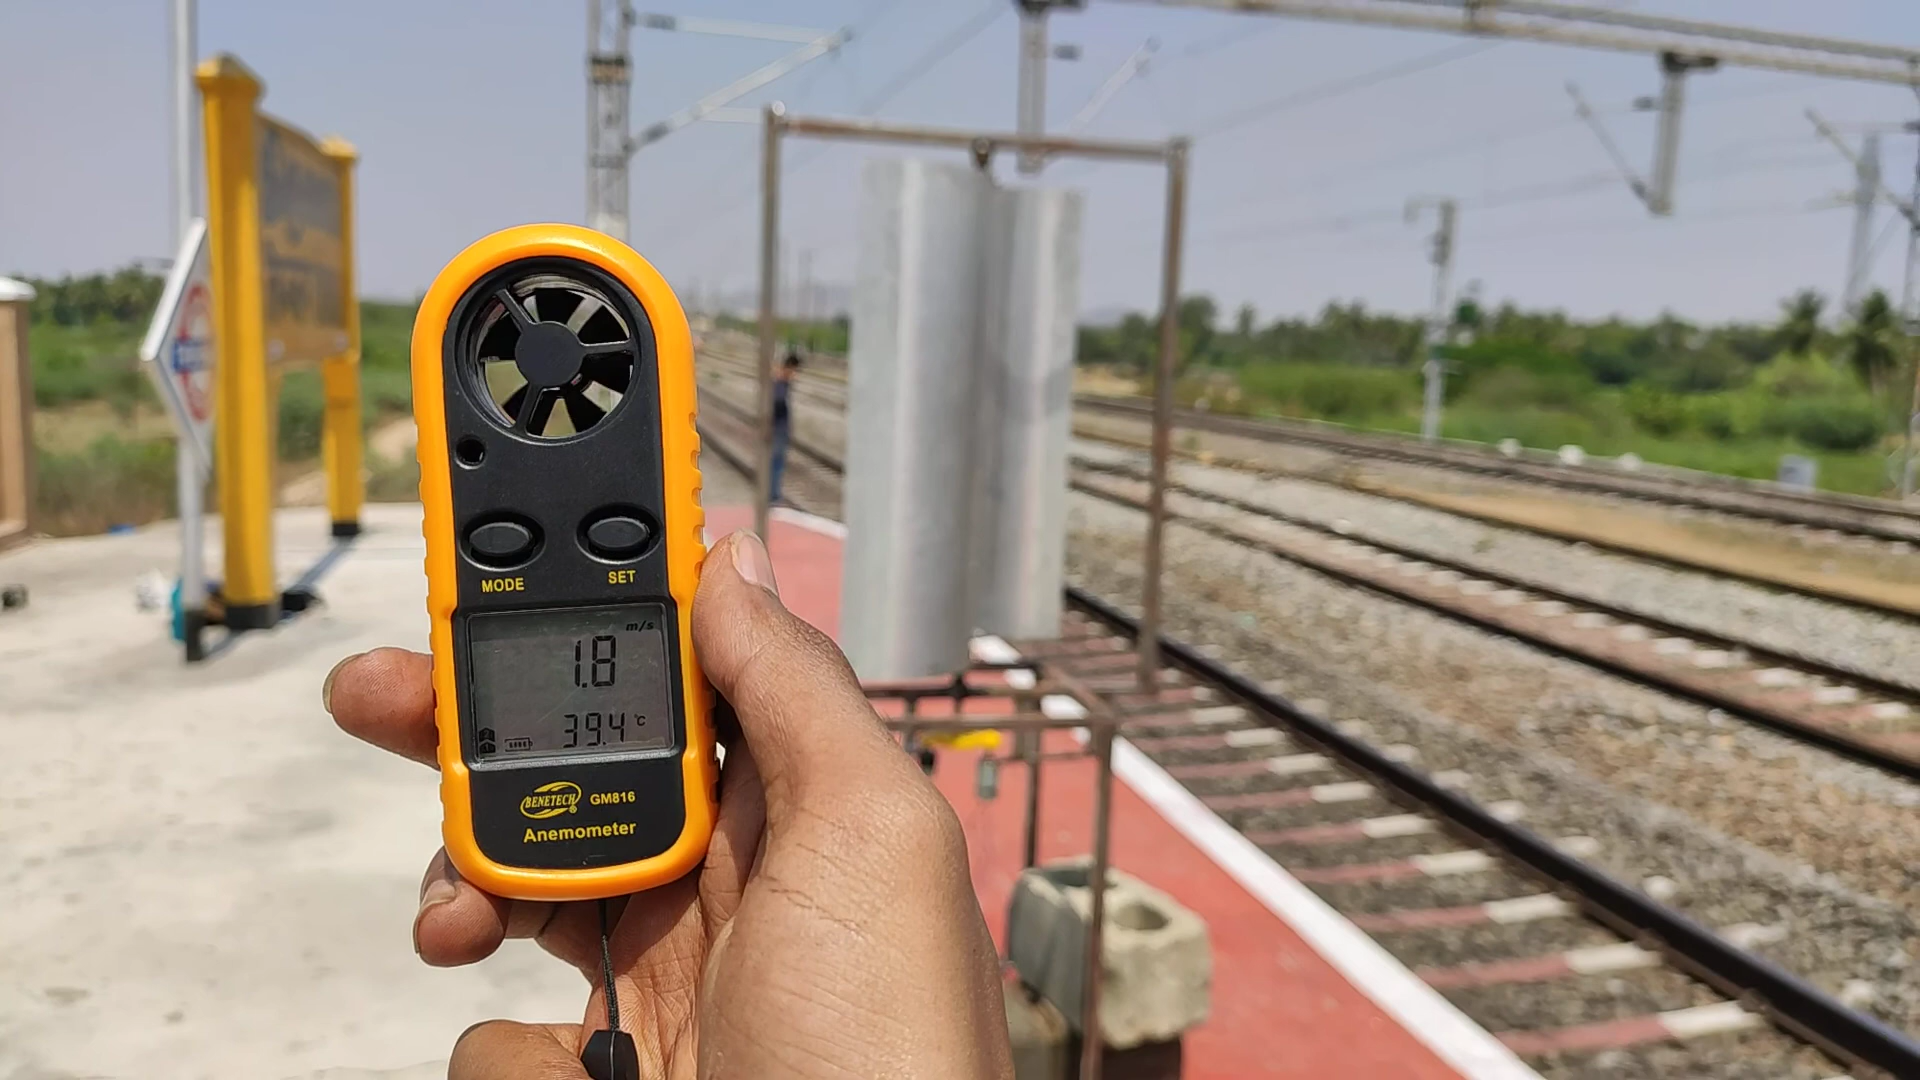 MODE SET
m/s
1.8
39.4 °C
BENETECH® GM816
Anemometer